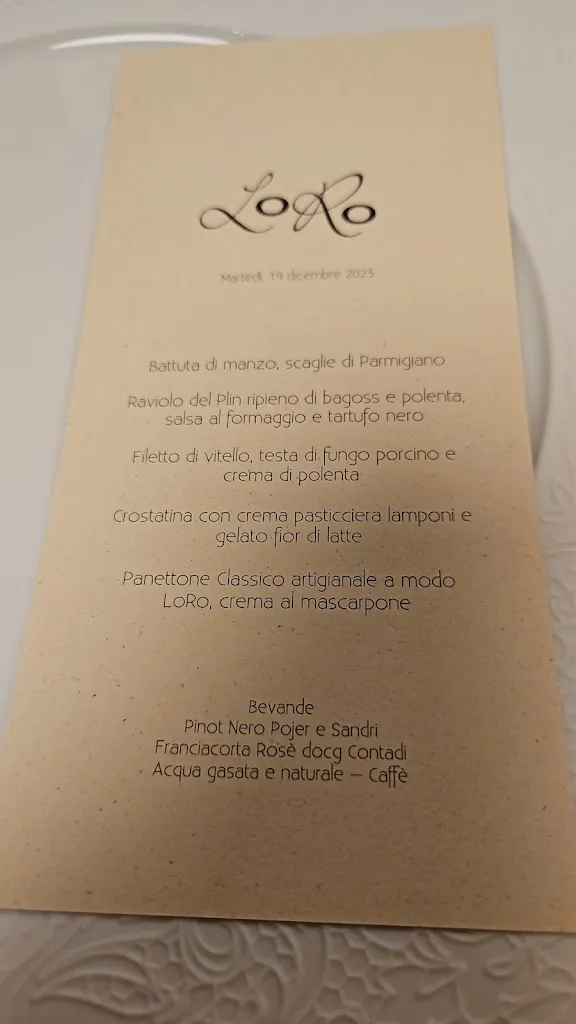 LoRo
Martedì, 19 dicembre 2023
Battuta di manzo, scaglie di Parmigiano
Raviolo del Plin ripieno di bagoss e polenta,
salsa al formaggio e tartufo nero
Filetto di vitello, testa di fungo porcino e
crema di polenta
Crostatina con crema pasticciera lamponi e
gelato fior di latte
Panettone Classico artigianale a modo
LoRo, crema al mascarpone
Bevande
Pinot Nero Pojer e Sandri
Franciacorta Rosè docg Contadi
Acqua gasata e naturale – Caffè